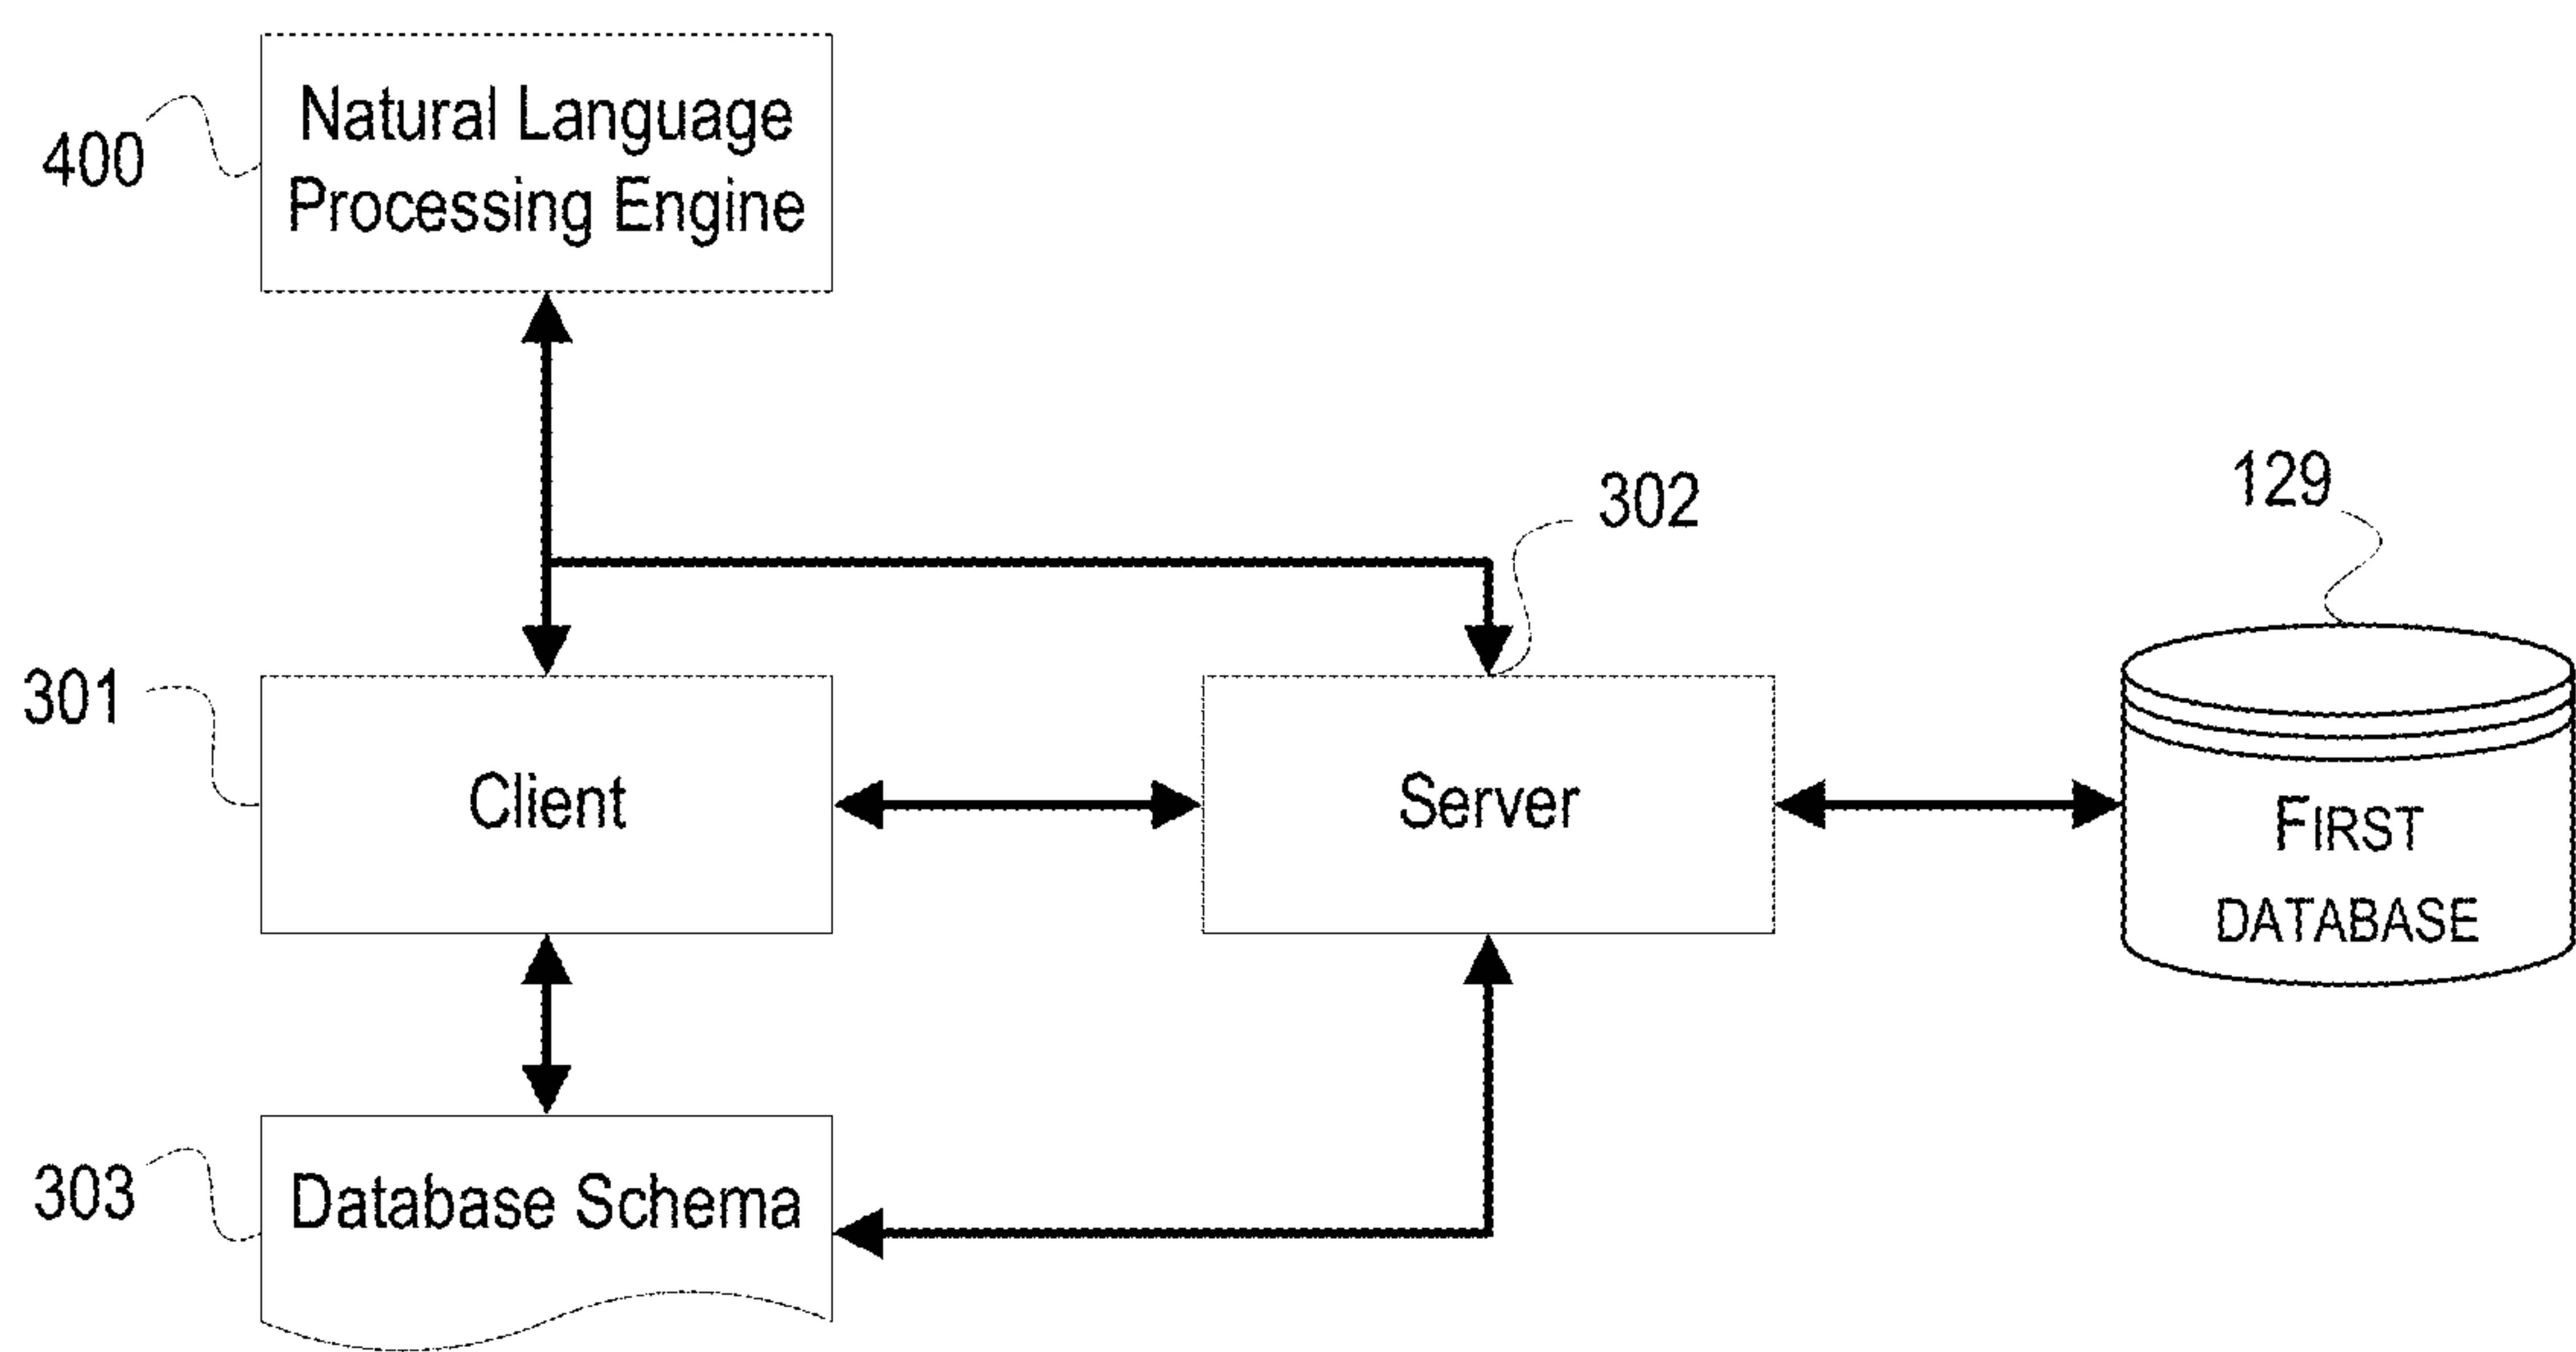 400
Natural Language
Processing Engine
302
129
301
Client
Server
FIRST
DATABASE
303
Database Schema